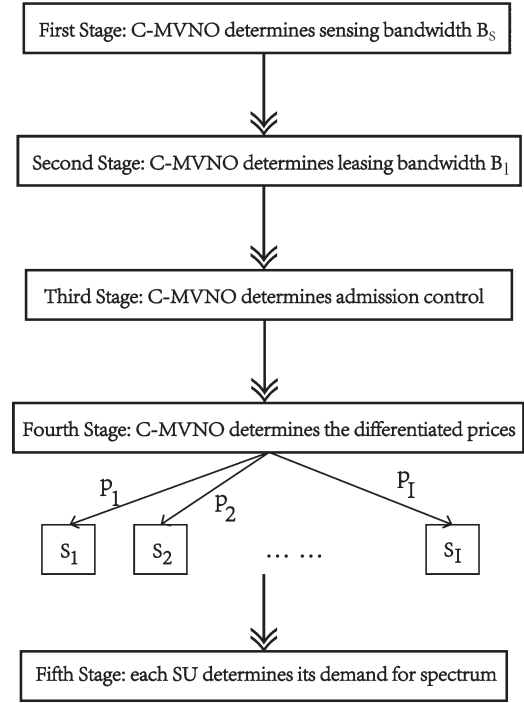 First Stage: C-MVNO determines sensing bandwidth Bs
Second Stage: C-MVNO determines leasing bandwidth Bl
Third Stage: C-MVNO determines admission control
Fourth Stage: C-MVNO determines the differentiated prices
p1 p2 pI
S1 S2 ... ... SI
Fifth Stage: each SU determines its demand for spectrum